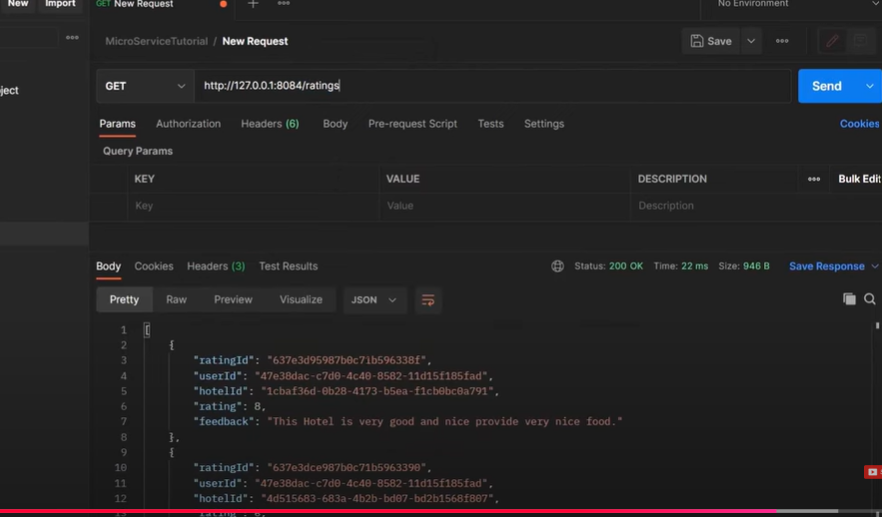 New Import GET New Request No Environment
MicroServiceTutorial / New Request Save
ject
GET http://127.0.0.1:8084/ratings Send
Params Authorization Headers (6) Body Pre-request Script Tests Settings Cookies
Query Params
KEY VALUE DESCRIPTION Bulk Edit
Key Value Description
Body Cookies Headers (3) Test Results Status: 200 OK Time: 22 ms Size: 946 B Save Response
Pretty Raw Preview Visualize JSON
1 [
2 {
3 "ratingId": "637e3d95987b0c71b596338f",
4 "userId": "47e38dac-c7d0-4c40-8582-11d15f185fad",
5 "hotelId": "1cbaf36d-0b28-4173-b5ea-f1cb0bc0a791",
6 "rating": 8,
7 "feedback": "This Hotel is very good and nice provide very nice food."
8 },
9 {
10 "ratingId": "637e3dce987b0c71b5963390",
11 "userId": "47e38dac-c7d0-4c40-8582-11d15f185fad",
12 "hotelId": "4d515683-683a-4b2b-bd07-bd2b1568f807",